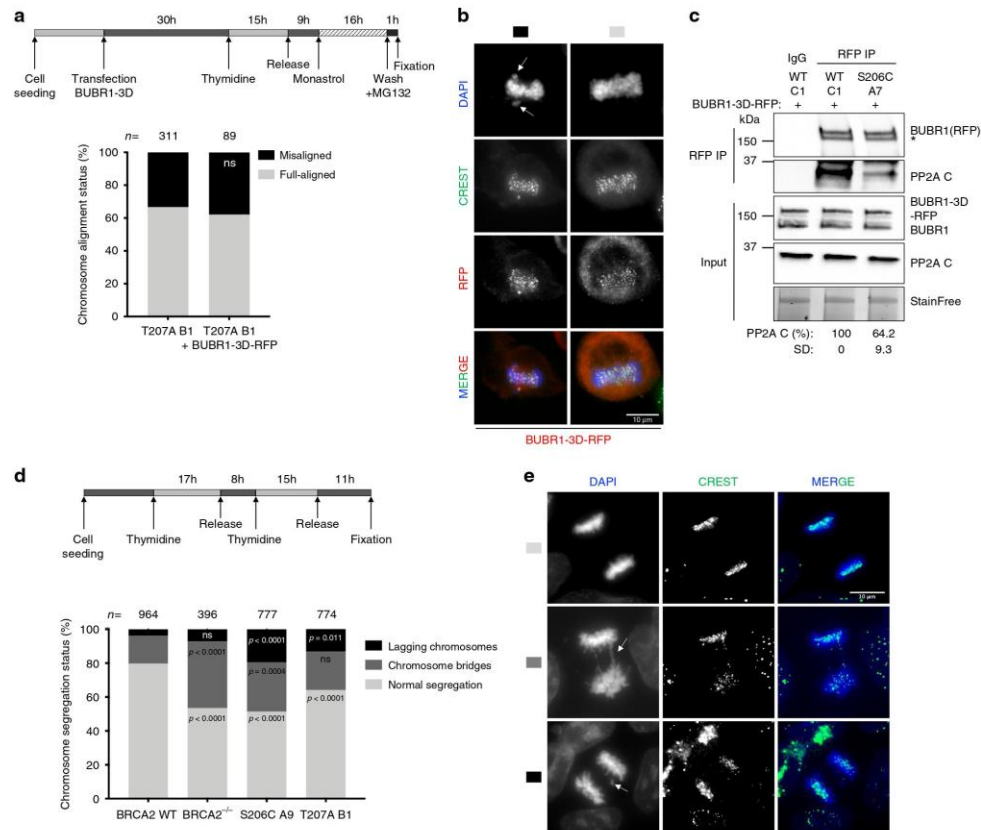 a
30h 15h 9h 16h 1h
Release Fixation
Cell seeding
Transfection BUBR1-3D
Thymidine
Monastrol
Wash +MG132
n= 311 89
Chromosome alignment status (%)
100
80
60
40
20
0
ns
Misaligned
Full-aligned
T207A B1
T207A B1 + BUBR1-3D-RFP
b
DAPI
CREST
RFP
MERGE
10 µm
BUBR1-3D-RFP
c
IgG RFP IP
WT WT S206C
C1 C1 A7
BUBR1-3D-RFP: + + +
kDa
150
37
RFP IP
BUBR1(RFP)
*
PP2A C
150
37
Input
BUBR1-3D
-RFP
BUBR1
PP2A C
StainFree
PP2A C (%): 100 64.2
SD: 0 9.3
d
17h 8h 15h 11h
Release Release
Cell seeding
Thymidine
Thymidine
Fixation
n= 964 396 777 774
Chromosome segregation status (%)
100
80
60
40
20
0
ns
p < 0.0001
p < 0.0001
p < 0.0001
p = 0.0004
p < 0.0001
p = 0.011
ns
p < 0.0001
Lagging chromosomes
Chromosome bridges
Normal segregation
BRCA2 WT BRCA2−/− S206C A9 T207A B1
e
DAPI CREST MERGE
10 µm